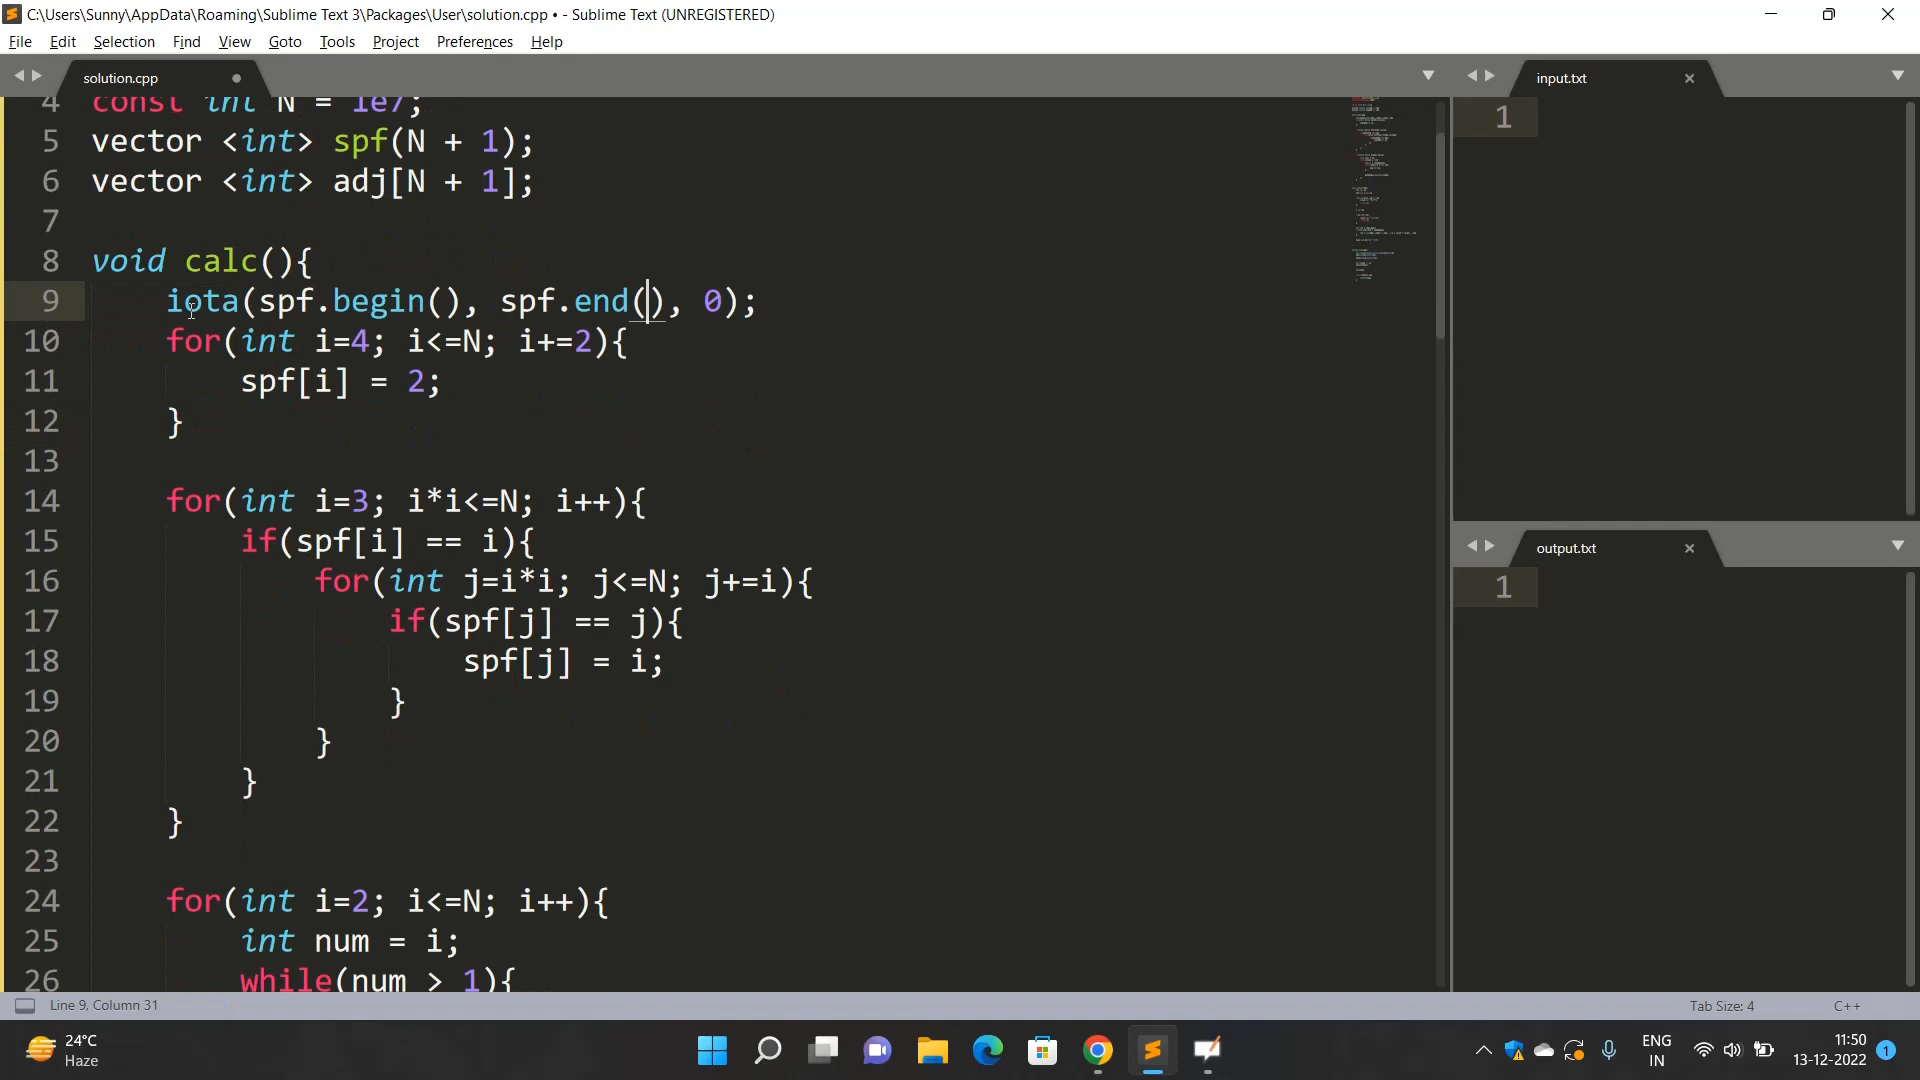 C:\Users\Sunny\AppData\Roaming\Sublime Text 3\Packages\User\solution.cpp • - Sublime Text (UNREGISTERED)
File Edit Selection Find View Goto Tools Project Preferences Help
solution.cpp
4 const int N = 1e7;
5 vector <int> spf(N + 1);
6 vector <int> adj[N + 1];
7
8 void calc(){
9 iota(spf.begin(), spf.end(), 0);
10 for(int i=4; i<=N; i+=2){
11 spf[i] = 2;
12 }
13
14 for(int i=3; i*i<=N; i++){
15 if(spf[i] == i){
16 for(int j=i*i; j<=N; j+=i){
17 if(spf[j] == j){
18 spf[j] = i;
19 }
20 }
21 }
22 }
23
24 for(int i=2; i<=N; i++){
25 int num = i;
26 while(num > 1){
input.txt
1
output.txt
1
Line 9, Column 31
Tab Size: 4
C++
24°C
Haze
ENG
IN
11:50
13-12-2022
1